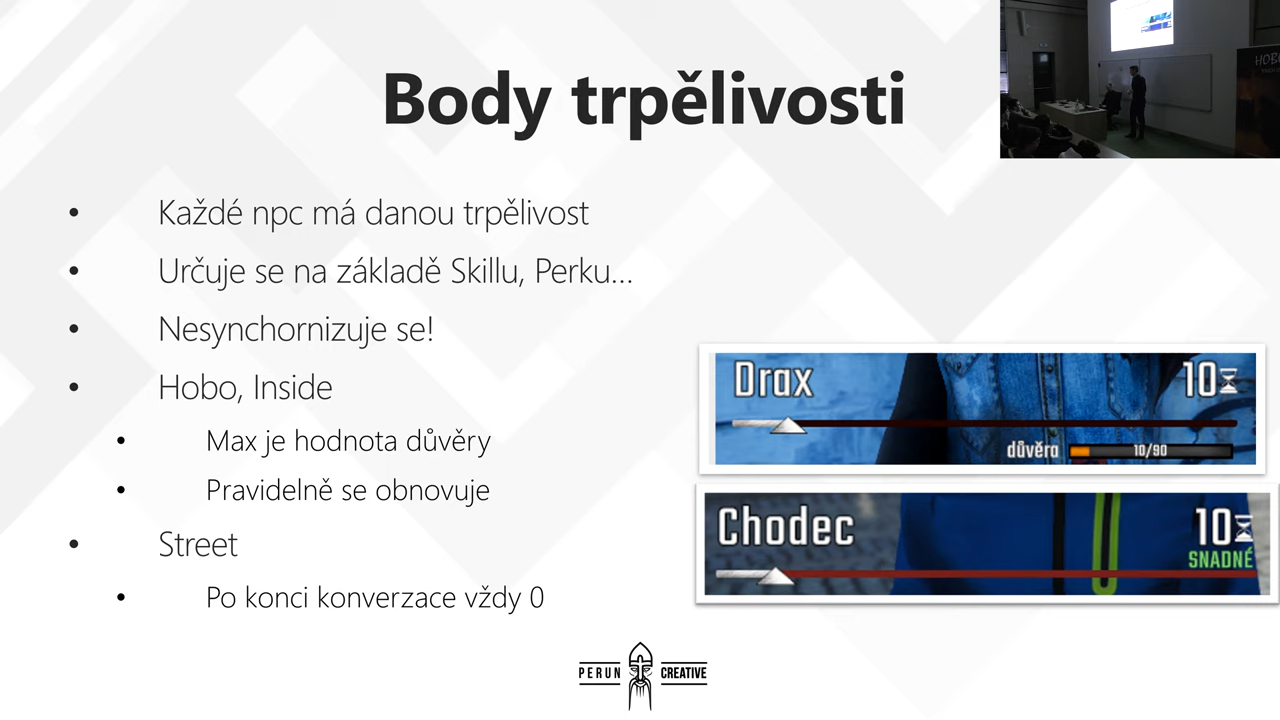 Body trpělivosti
HOBO
• Každé npc má danou trpělivost
• Určuje se na základě Skillu, Perku...
• Nesynchornizuje se!
• Hobo, Inside
• Max je hodnota důvěry
• Pravidelně se obnovuje
• Street
• Po konci konverzace vždy 0
Drax 10
důvěra 10/90
Chodec 10
SNADNÉ
PERUN CREATIVE